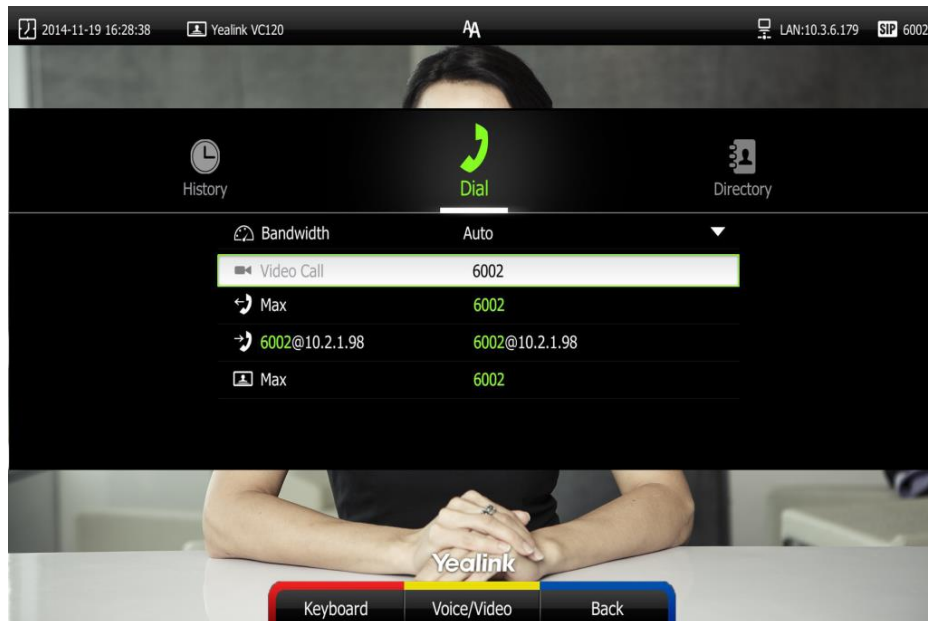 2014-11-19 16:28:38 Yealink VC120 AA LAN:10.3.6.179 SIP 6002
History Dial Directory
Bandwidth Auto
Video Call 6002
Max 6002
6002@10.2.1.98 6002@10.2.1.98
Max 6002
Yealink
Keyboard Voice/Video Back